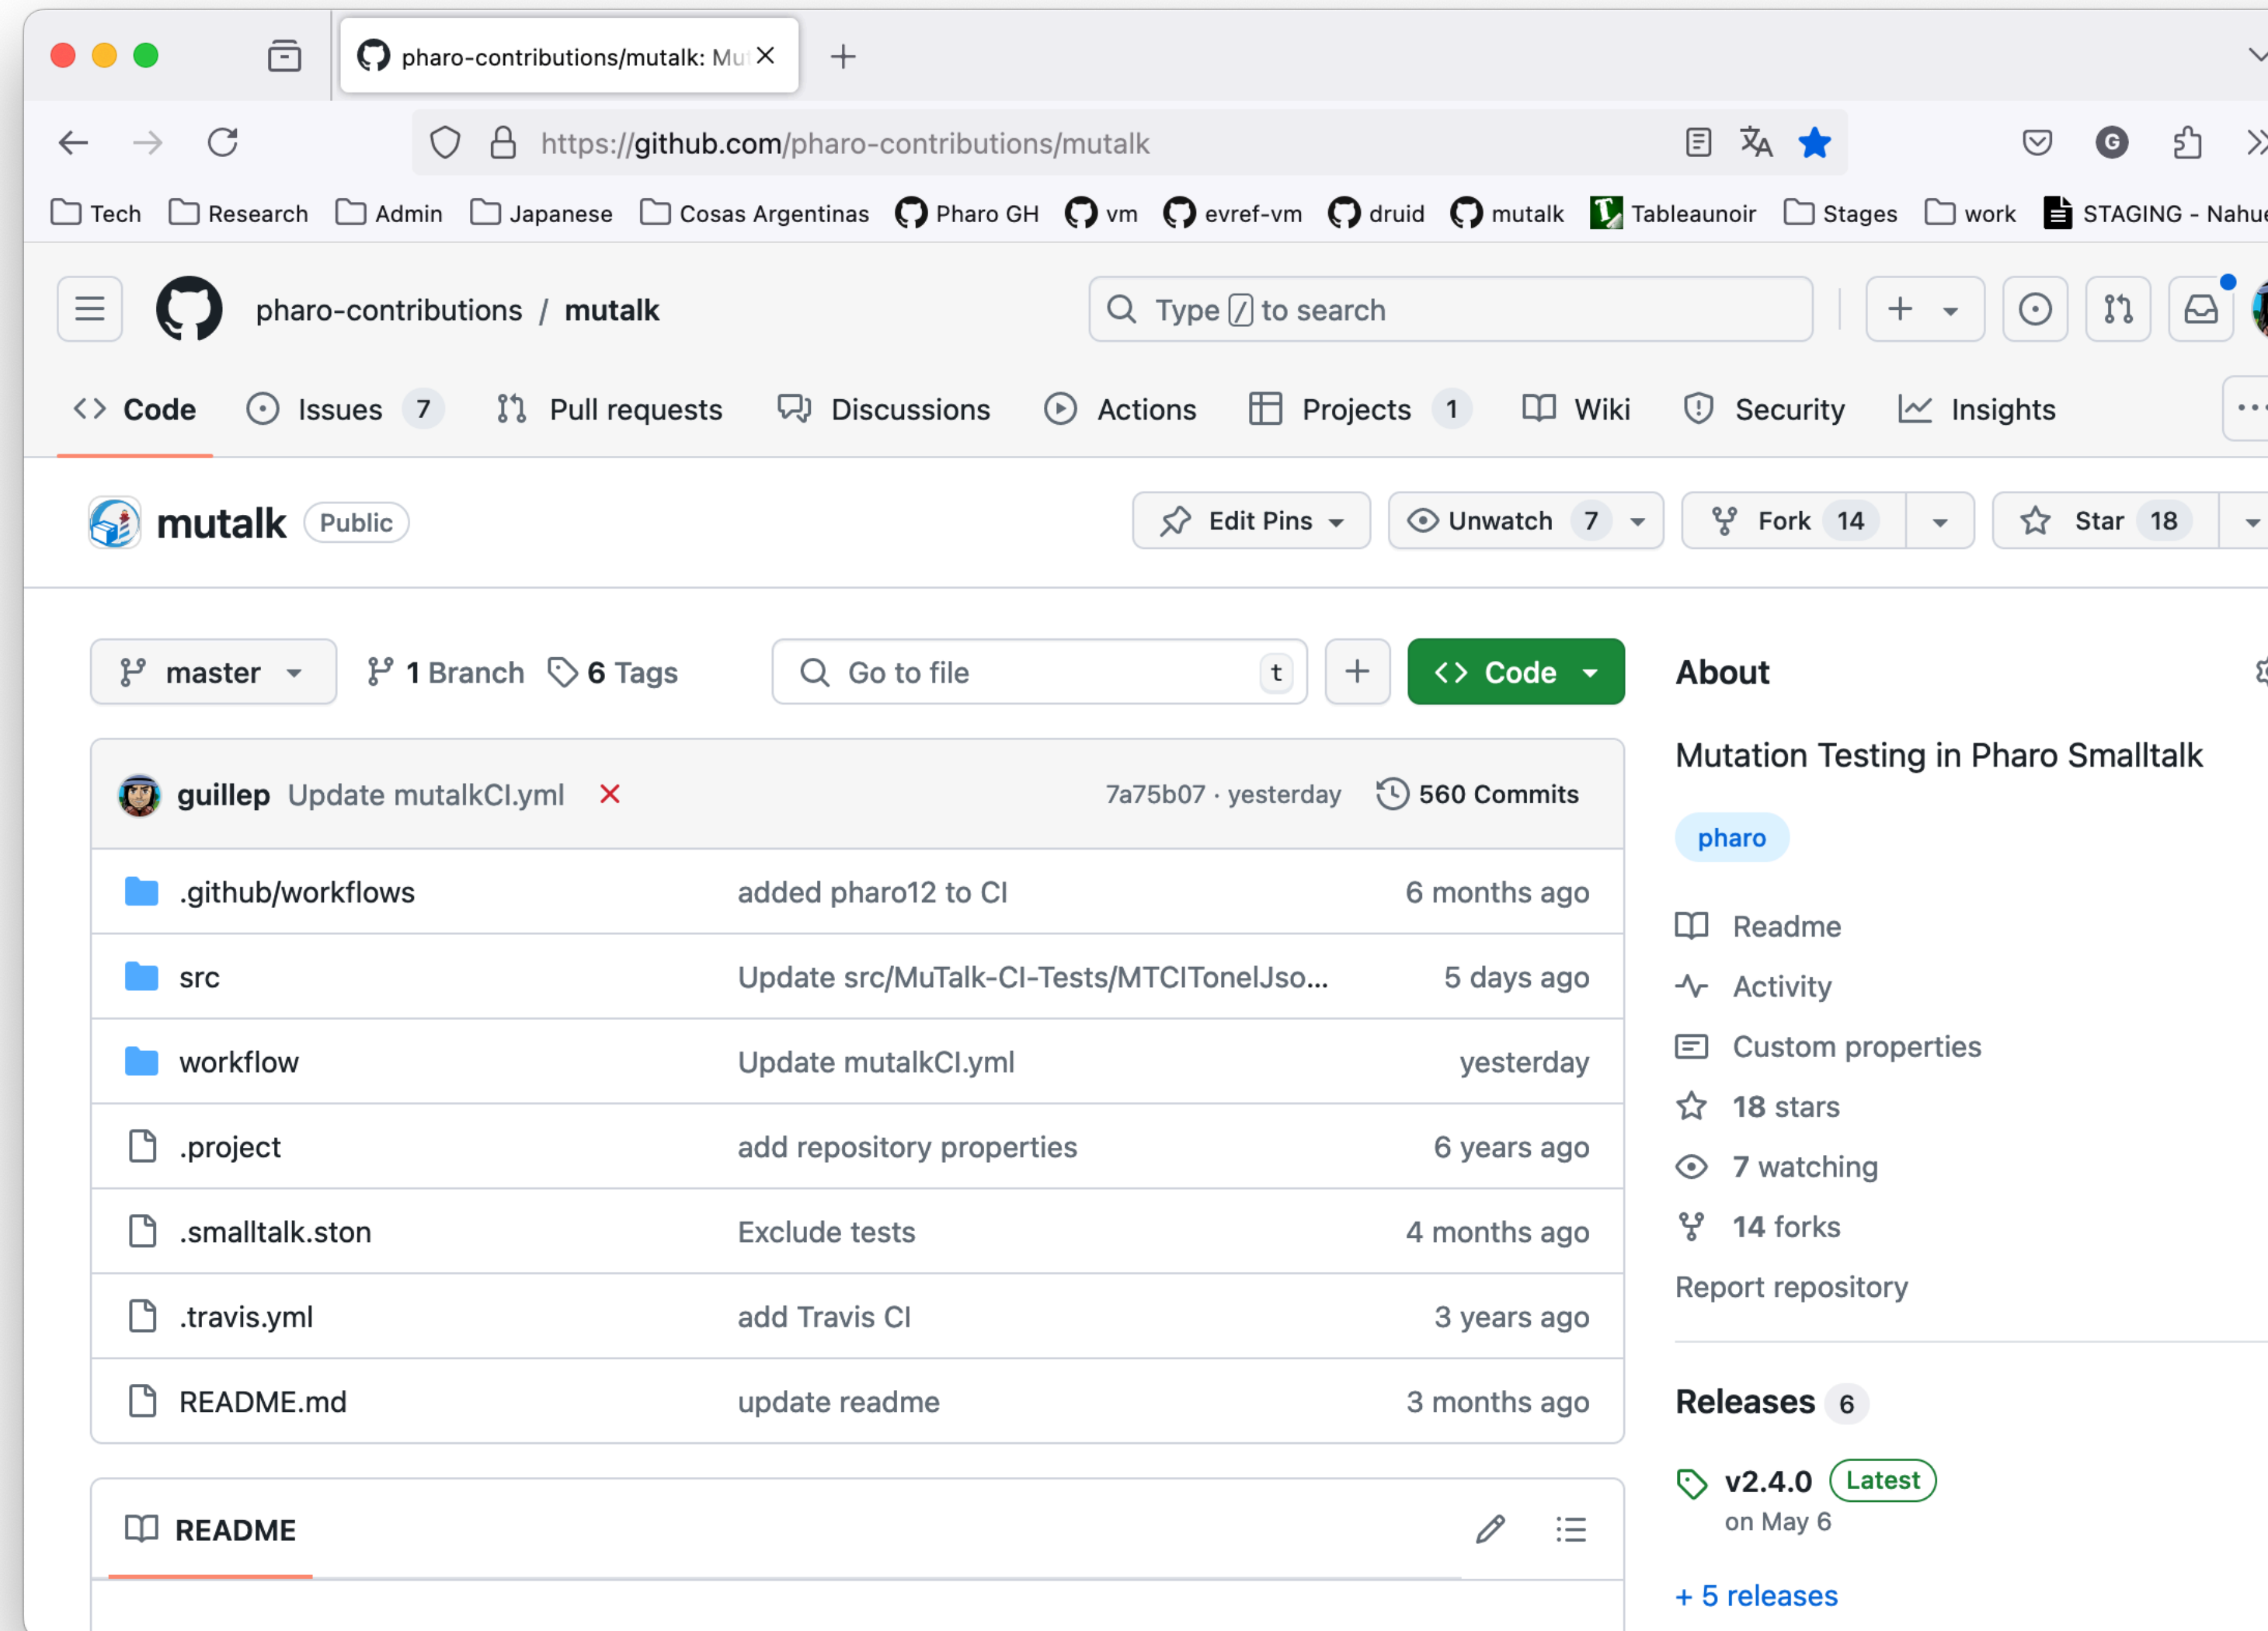 pharo-contributions/mutalk: Mu
https://github.com/pharo-contributions/mutalk
Tech Research Admin Japanese Cosas Argentinas Pharo GH vm evref-vm druid mutalk Tableaunoir Stages work STAGING - Nahue
pharo-contributions / mutalk Type / to search
Code Issues 7 Pull requests Discussions Actions Projects 1 Wiki Security Insights
mutalk Public Edit Pins Unwatch 7 Fork 14 Star 18
master 1 Branch 6 Tags Go to file t Code
guillep Update mutalkCI.yml 7a75b07 · yesterday 560 Commits
.github/workflows added pharo12 to CI 6 months ago
src Update src/MuTalk-CI-Tests/MTCITonelJso... 5 days ago
workflow Update mutalkCI.yml yesterday
.project add repository properties 6 years ago
.smalltalk.ston Exclude tests 4 months ago
.travis.yml add Travis CI 3 years ago
README.md update readme 3 months ago
README
About
Mutation Testing in Pharo Smalltalk
pharo
Readme
Activity
Custom properties
18 stars
7 watching
14 forks
Report repository
Releases 6
v2.4.0 Latest
on May 6
+ 5 releases